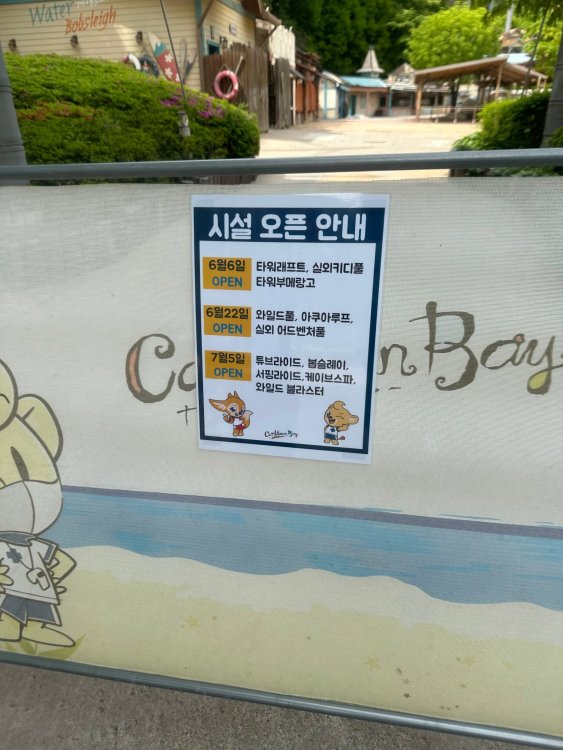 Water
Bobsleigh
시설 오픈 안내
6월6일
OPEN
타워래프트, 실외키디풀
타워부메랑고
6월22일
OPEN
와일드풀, 아쿠아루프,
실외 어드벤처풀
7월5일
OPEN
튜브라이드, 봅슬레이,
서핑라이드,케이브스파,
와일드 블라스터
Caribbean Bay
Bay